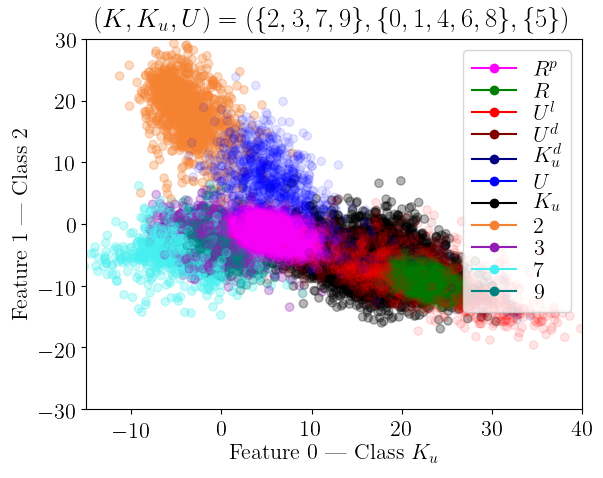 (K, K_u, U) = ({2, 3, 7, 9}, {0, 1, 4, 6, 8}, {5})
30
20
10
0
−10
−20
−30
Feature 1 — Class 2
−10
0
10
20
30
40
Feature 0 — Class K_u
R^p
R
U^l
U^d
K_u^d
U
K_u
2
3
7
9